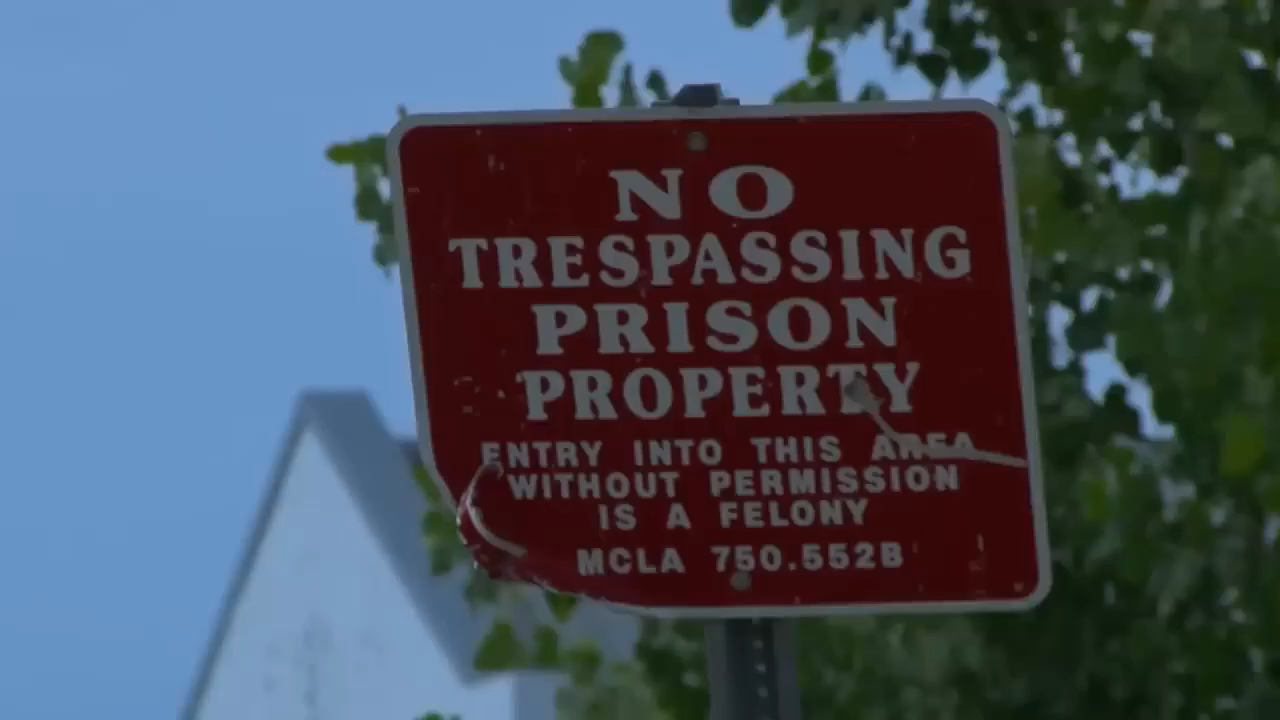 NO
TRESPASSING
PRISON
PROPERTY
ENTRY INTO THIS AREA
WITHOUT PERMISSION
IS A FELONY
MCLA 750.552B